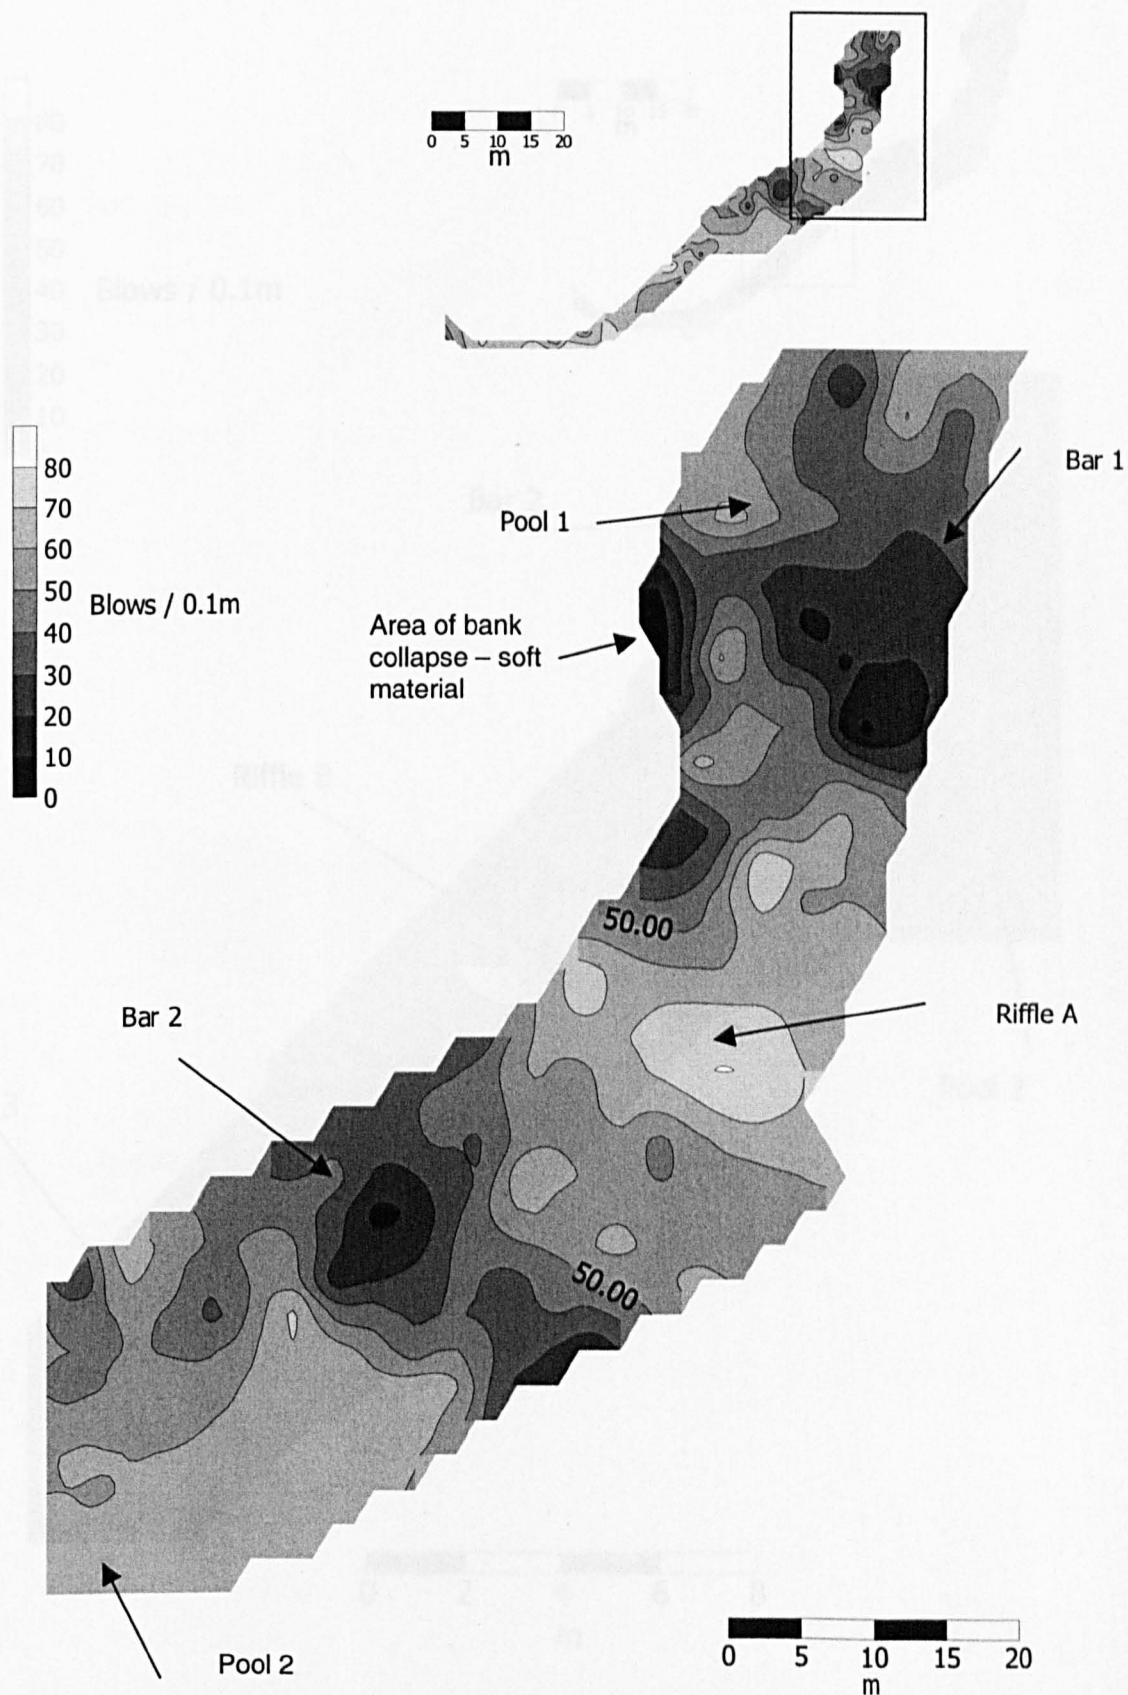 0 5 10 15 20
m
80
70
60
50
40
30
20
10
0
Blows / 0.1m
Bar 1
Pool 1
Area of bank
collapse – soft
material
50.00
Bar 2
Riffle A
50.00
Pool 2
0 5 10 15 20
m